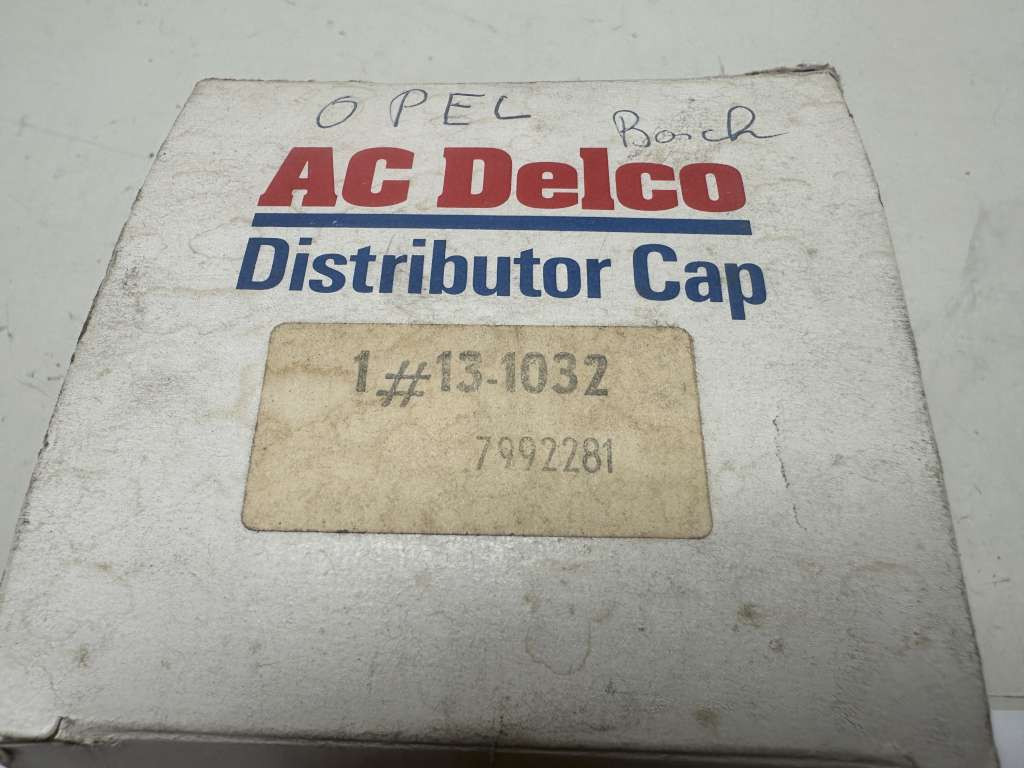 OPEL Bosch
AC Delco
Distributor Cap
1 # 13-1032
7992281